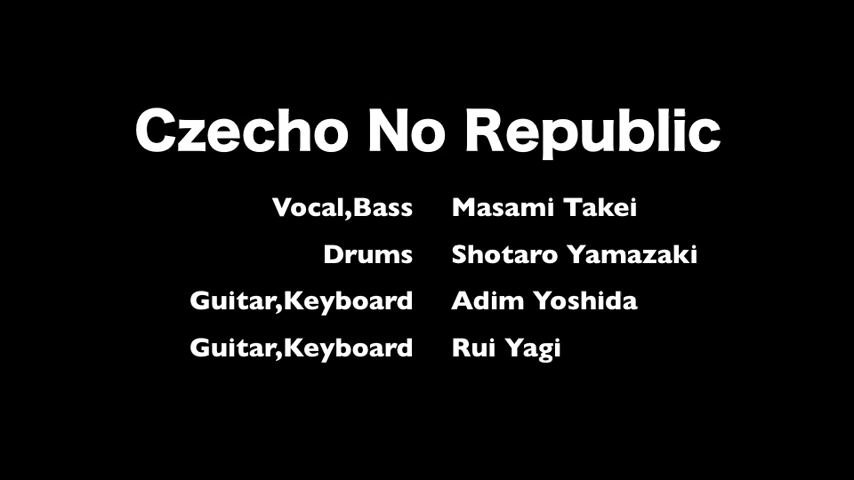 Czecho No Republic
Vocal,Bass Masami Takei
Drums Shotaro Yamazaki
Guitar,Keyboard Adim Yoshida
Guitar,Keyboard Rui Yagi